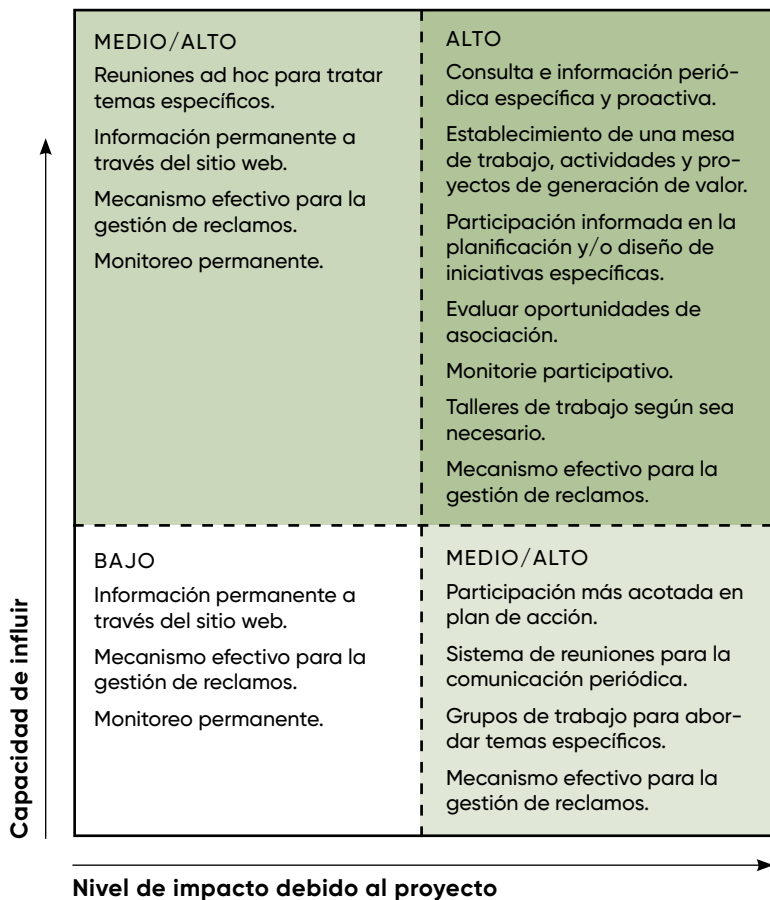 MEDIO/ALTO
Reuniones ad hoc para tratar
temas específicos.
Información permanente a
través del sitio web.
Mecanismo efectivo para la
gestión de reclamos.
Monitoreo permanente.
ALTO
Consulta e información perió-
dica específica y proactiva.
Establecimiento de una mesa
de trabajo, actividades y pro-
yectos de generación de valor.
Participación informada en la
planificación y/o diseño de
iniciativas específicas.
Evaluar oportunidades de
asociación.
Monitorie participativo.
Talleres de trabajo según sea
necesario.
Mecanismo efectivo para la
gestión de reclamos.
BAJO
Información permanente a
través del sitio web.
Mecanismo efectivo para la
gestión de reclamos.
Monitoreo permanente.
MEDIO/ALTO
Participación más acotada en
plan de acción.
Sistema de reuniones para la
comunicación periódica.
Grupos de trabajo para abor-
dar temas específicos.
Mecanismo efectivo para la
gestión de reclamos.
Capacidad de influir
Nivel de impacto debido al proyecto